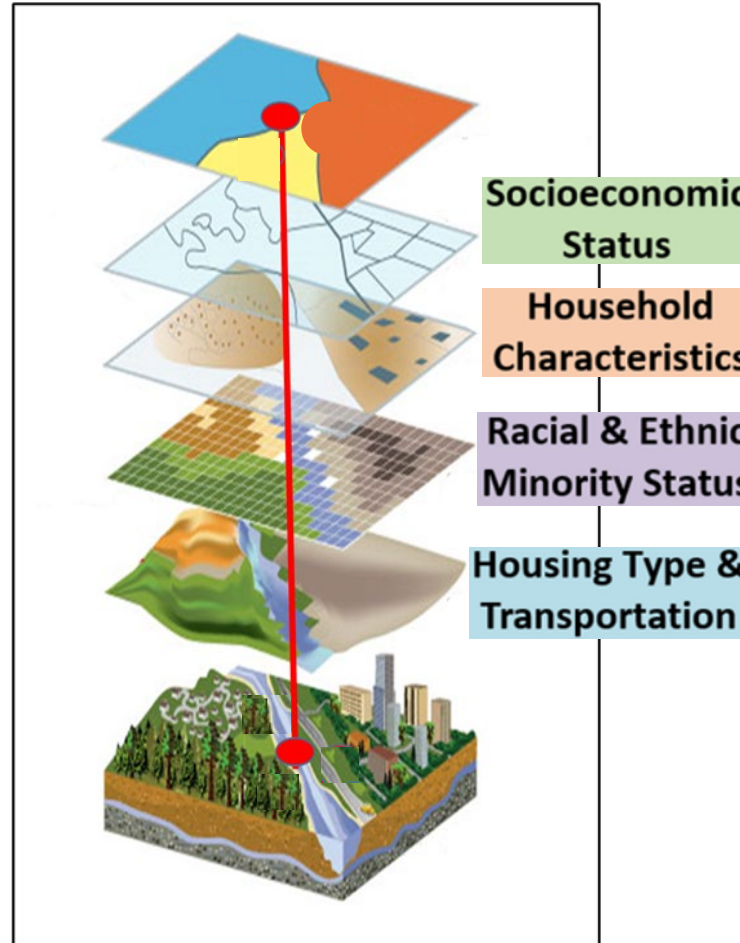 Socioeconomic
Status
Household
Characteristics
Racial & Ethnic
Minority Status
Housing Type &
Transportation